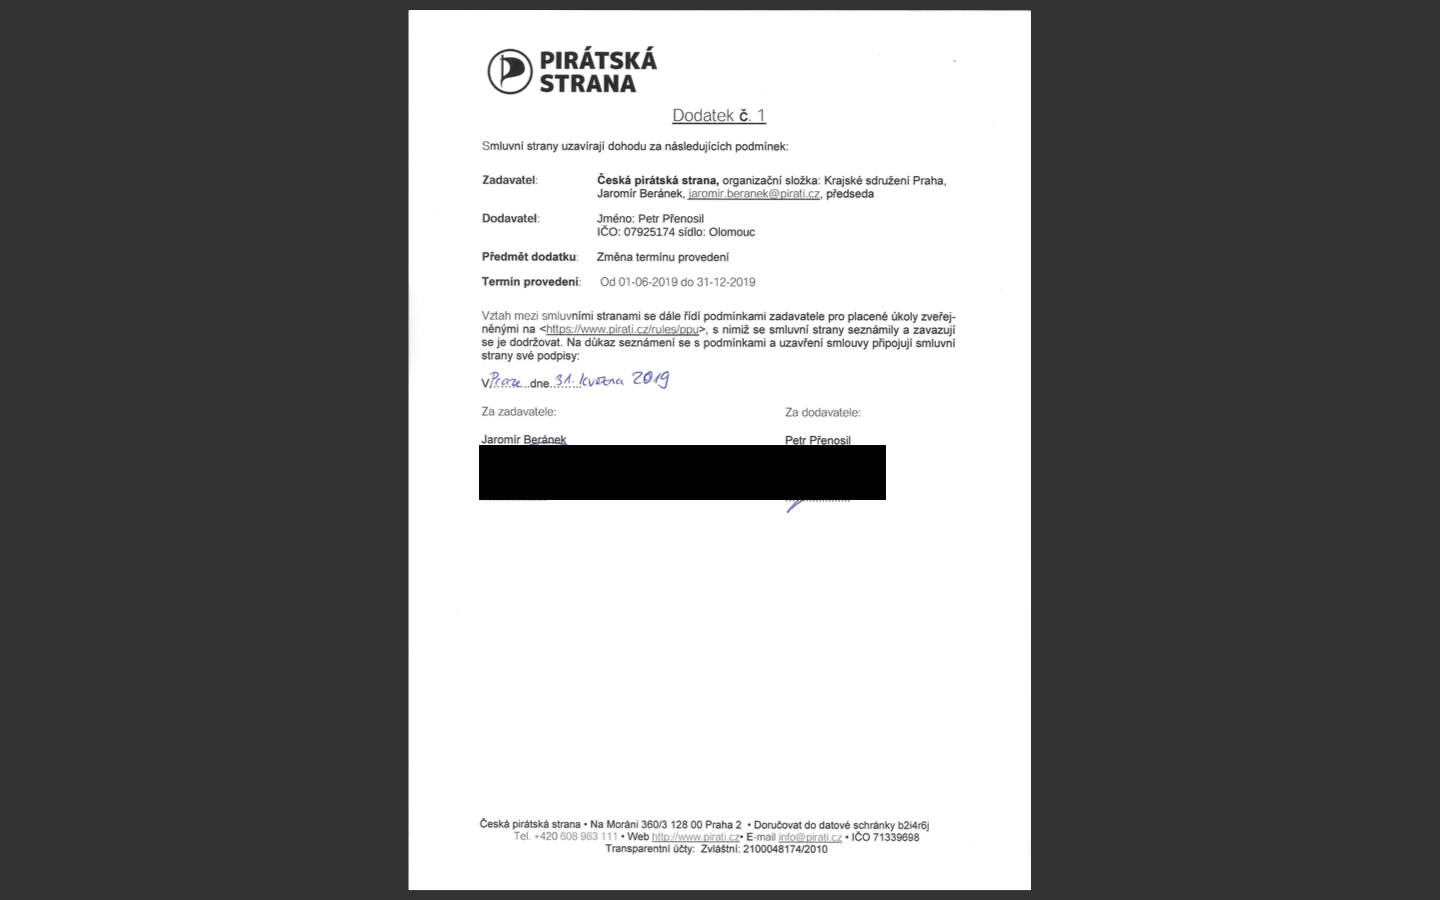 PIRÁTSKÁ
STRANA
Dodatek č. 1
Smluvní strany uzavírají dohodu za následujících podmínek:
Zadavatel: Česká pirátská strana, organizační složka: Krajské sdružení Praha,
Jaromír Beránek, jaromir.beranek@pirati.cz, předseda
Dodavatel: Jméno: Petr Přenosil
IČO: 07925174 sídlo: Olomouc
Předmět dodatku: Změna termínu provedení
Termín provedení: Od 01-06-2019 do 31-12-2019
Vztah mezi smluvními stranami se dále řídí podmínkami zadavatele pro placené úkoly zveřej-
něnými na <https://www.pirati.cz/rules/ppu>, s nimiž se smluvní strany seznámily a zavazují
se je dodržovat. Na důkaz seznámení se s podmínkami a uzavření smlouvy připojují smluvní
strany své podpisy:
V Praze dne 31. května 2019
Za zadavatele: Za dodavatele:
Jaromír Beránek Petr Přenosil
Česká pirátská strana • Na Moráni 360/3 128 00 Praha 2 • Doručovat do datové schránky b2i4r6j
Tel. +420 608 963 111 • Web http://www.pirati.cz• E-mail info@pirati.cz • IČO 71339698
Transparentní účty: Zvláštní: 2100048174/2010